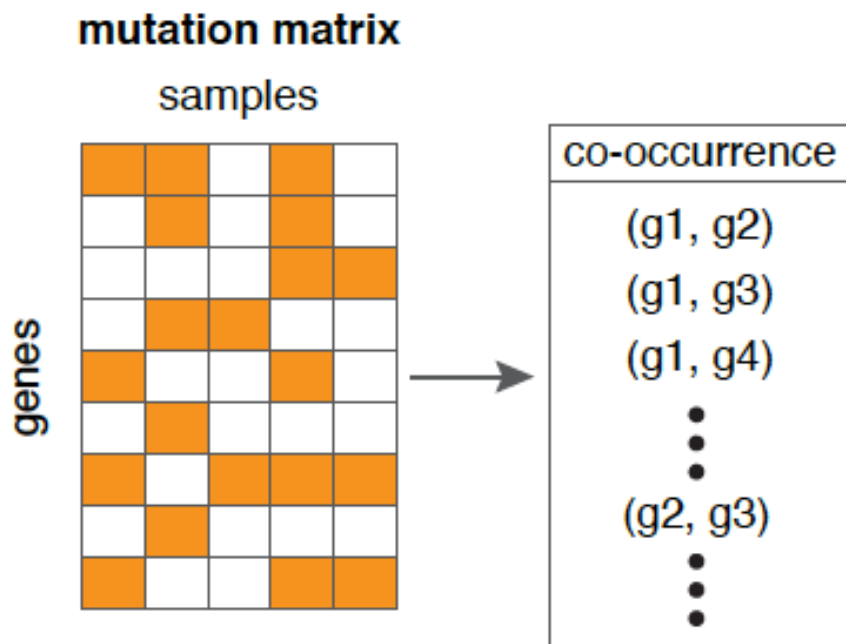 mutation matrix
samples
genes
co-occurrence
(g1, g2)
(g1, g3)
(g1, g4)
(g2, g3)